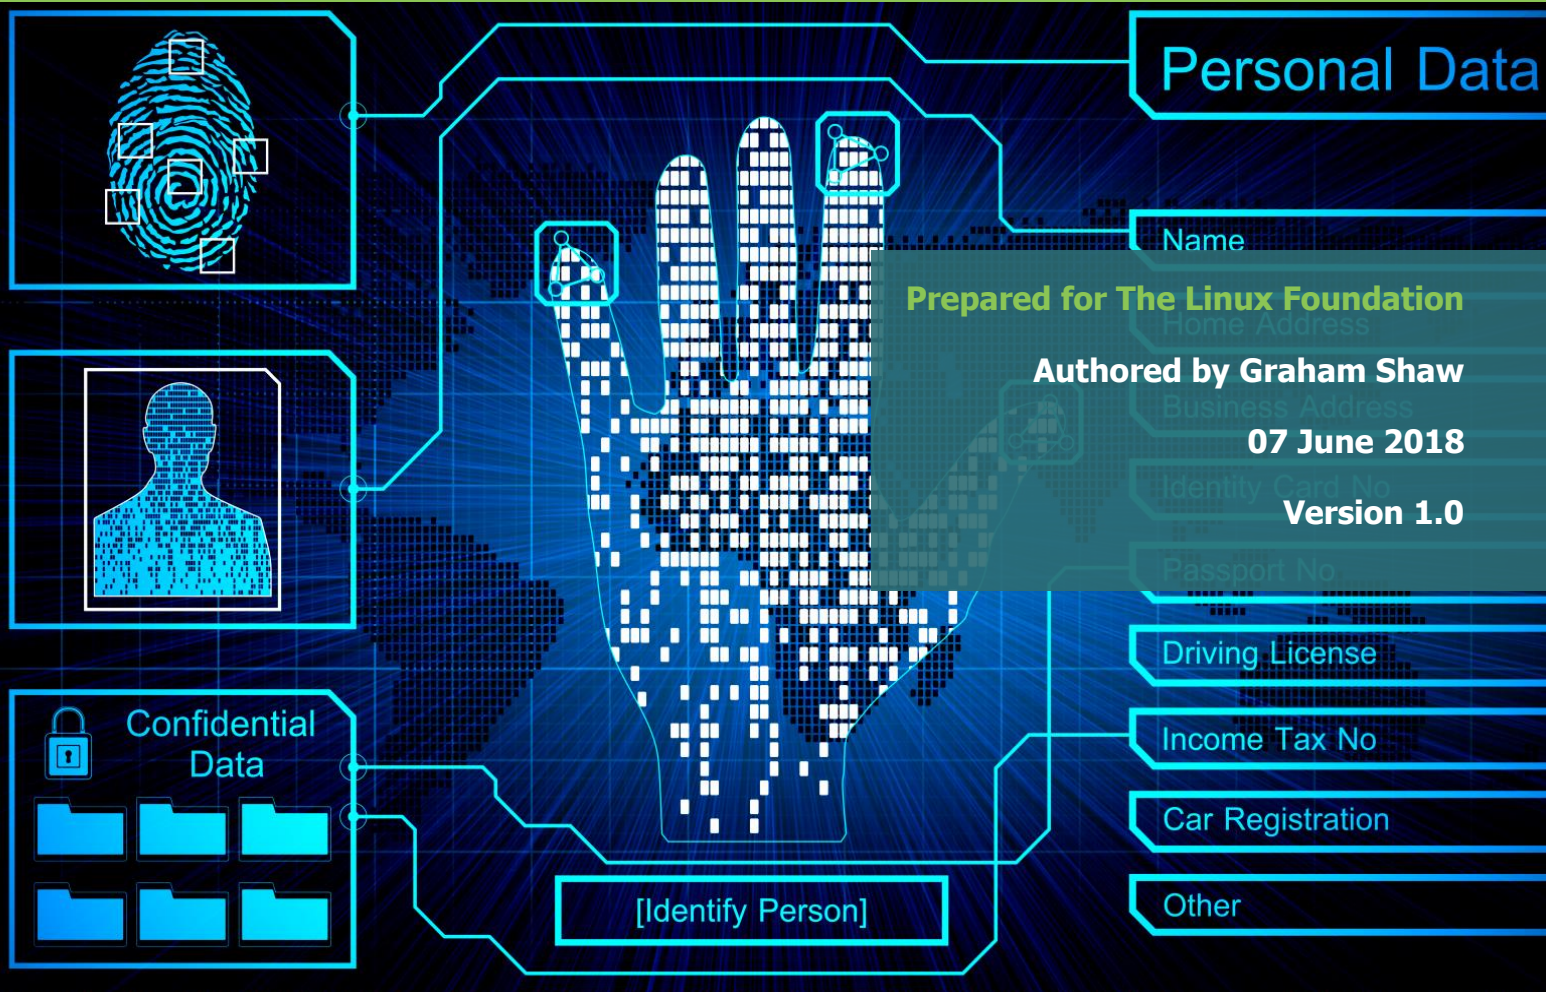 Personal Data
Name
Prepared for The Linux Foundation
Home Address
Authored by Graham Shaw
Business Address
07 June 2018
Identity Card No
Version 1.0
Passport No
Driving License
Confidential
Data
Income Tax No
Car Registration
[Identify Person]
Other